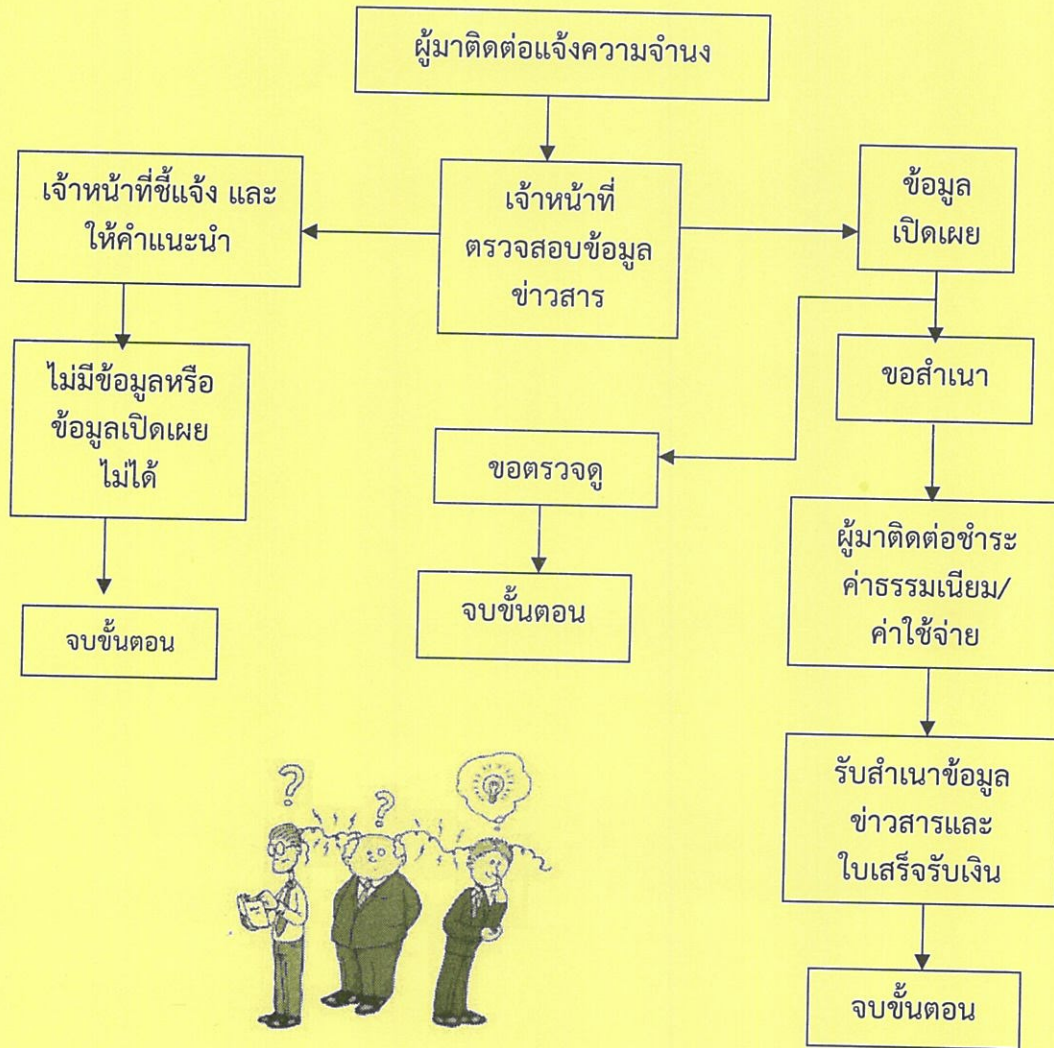 ผู้มาติดต่อแจ้งความจำนง
เจ้าหน้าที่ชี้แจง และ
ให้คำแนะนำ
เจ้าหน้าที่
ตรวจสอบข้อมูล
ข่าวสาร
ข้อมูล
เปิดเผย
ไม่มีข้อมูลหรือ
ข้อมูลเปิดเผย
ไม่ได้
ขอสำเนา
ขอตรวจดู
ผู้มาติดต่อชำระ
ค่าธรรมเนียม/
ค่าใช้จ่าย
จบขั้นตอน
จบขั้นตอน
รับสำเนาข้อมูล
ข่าวสารและ
ใบเสร็จรับเงิน
จบขั้นตอน
?
?